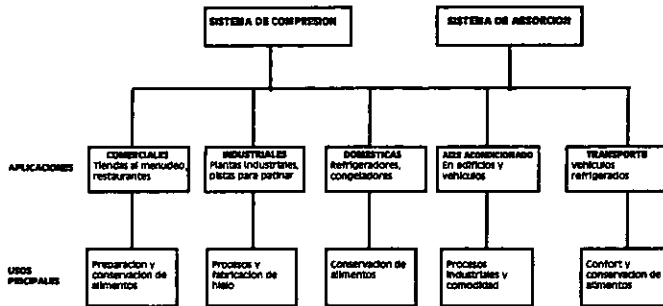 SISTEMA DE COMPRESION
SISTEMA DE ABSORCION
APLICACIONES
COMERCIALES
Tiendas al menudeo,
restaurantes
INDUSTRIALES
Plantas industriales,
pistas para patinar
DOMESTICAS
Refrigeradores,
congeladores
AIRE ACONDICIONADO
En edificios y
vehiculos
TRANSPORTE
vehiculos
refrigerados
USOS
PRICIPALES
Preparacion y
conservacion de
alimentos
Procesos y
fabricacion de
hielo
Conservacion de
alimentos
Procesos
industriales y
comodidad
Confort y
conservacion de
alimentos